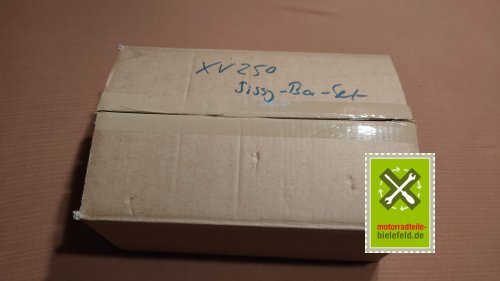 XV250
Sissy-Bar-Set
motorradteile-
bielefeld.de